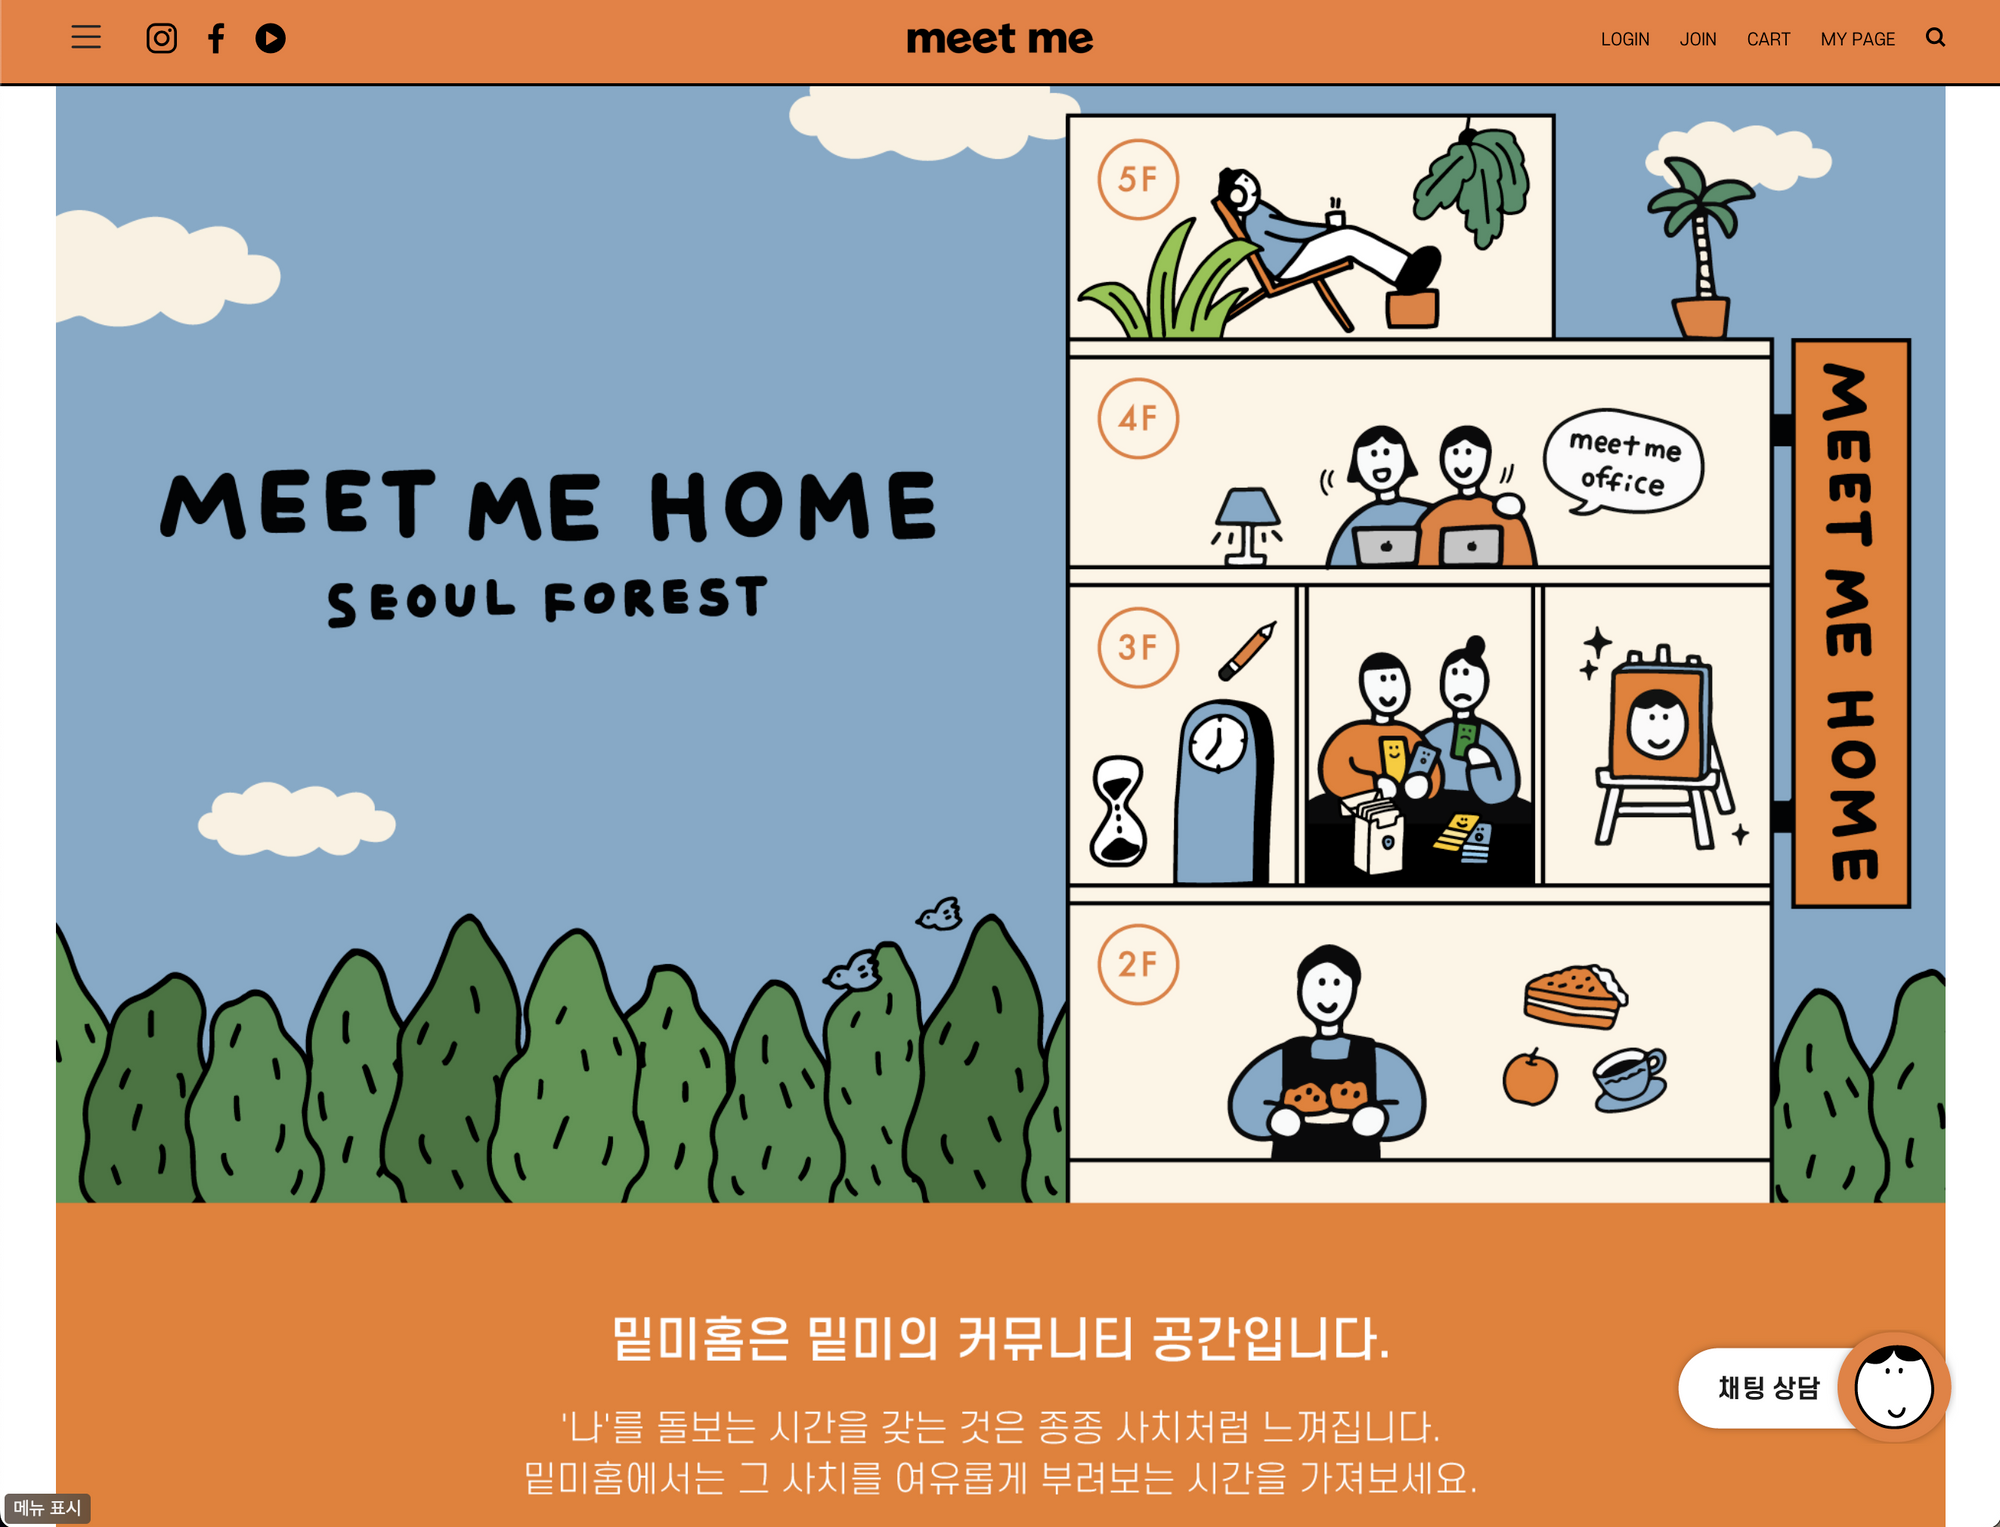 meet me
LOGIN JOIN CART MY PAGE
5F
4F
meet me
office
MEET ME HOME
SEOUL FOREST
MEET ME HOME
3F
2F
밑미홈은 밑미의 커뮤니티 공간입니다.
'나'를 돌보는 시간을 갖는 것은 종종 사치처럼 느껴집니다.
밑미홈에서는 그 사치를 여유롭게 부려보는 시간을 가져보세요.
채팅 상담
메뉴 표시